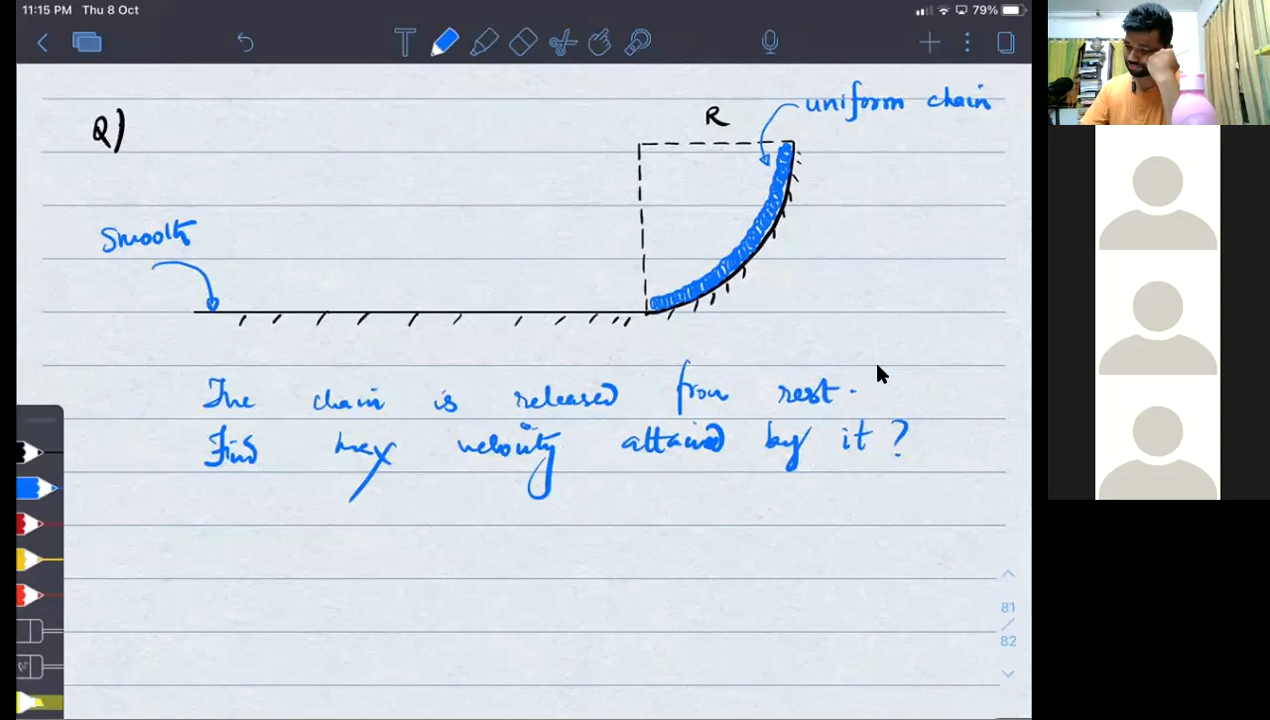 11:15 PM Thu 8 Oct
79%
T
Q)
R
uniform chain
Smooth
The chain is released from rest.
Find max velocity attained by it ?
81
/
82